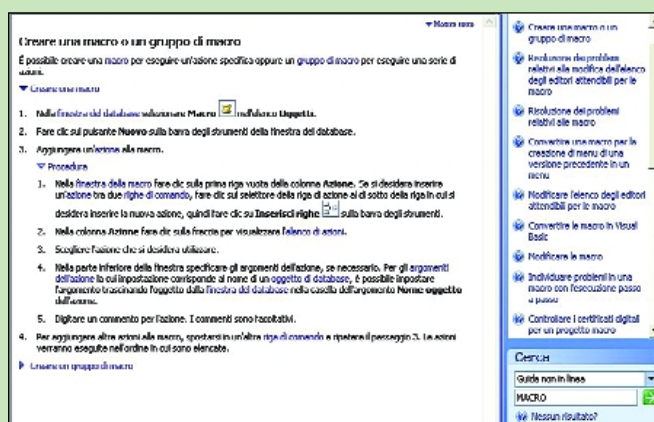 Mostra tutto
Creare una macro o un gruppo di macro
È possibile creare una macro per eseguire un'azione specifica oppure un gruppo di macro per eseguire una serie di
azioni.
Creare una macro
1. Nella finestra del database selezionare Macro nell'elenco Oggetti.
2. Fare clic sul pulsante Nuovo sulla barra degli strumenti della finestra del database.
3. Aggiungere un'azione alla macro.
Procedura
1. Nella finestra della macro fare clic sulla prima riga vuota della colonna Azione. Se si desidera inserire
un'azione tra due righe di comando, fare clic sul selettore della riga di azione al di sotto della riga in cui si
desidera inserire la nuova azione, quindi fare clic su Inserisci righe sulla barra degli strumenti.
2. Nella colonna Azione fare clic sulla freccia per visualizzare l'elenco di azioni.
3. Scegliere l'azione che si desidera utilizzare.
4. Nella parte inferiore della finestra specificare gli argomenti dell'azione, se necessario. Per gli argomenti
dell'azione la cui impostazione corrisponde al nome di un oggetto di database, è possibile impostare
l'argomento trascinando l'oggetto dalla finestra del database nella casella dell'argomento Nome oggetto
dell'azione.
5. Digitare un commento per l'azione. I commenti sono facoltativi.
4. Per aggiungere altre azioni alla macro, spostarsi in un'altra riga di comando e ripetere il passaggio 3. Le azioni
verranno eseguite nell'ordine in cui sono elencate.
Creare un gruppo di macro
Creare una macro o un
gruppo di macro
Risoluzione dei problemi
relativi alla modifica dell'elenco
degli editori attendibili per le
macro
Risoluzione dei problemi
relativi alle macro
Convertire una macro per la
creazione di menu di una
versione precedente in un
menu
Modificare l'elenco degli editori
attendibili per le macro
Convertire le macro in Visual
Basic
Modificare la macro
Individuare problemi in una
macro con l'esecuzione passo
a passo
Controllare i certificati digitali
per un progetto macro
Cerca
Guida non in linea
MACRO
Nessun risultato?